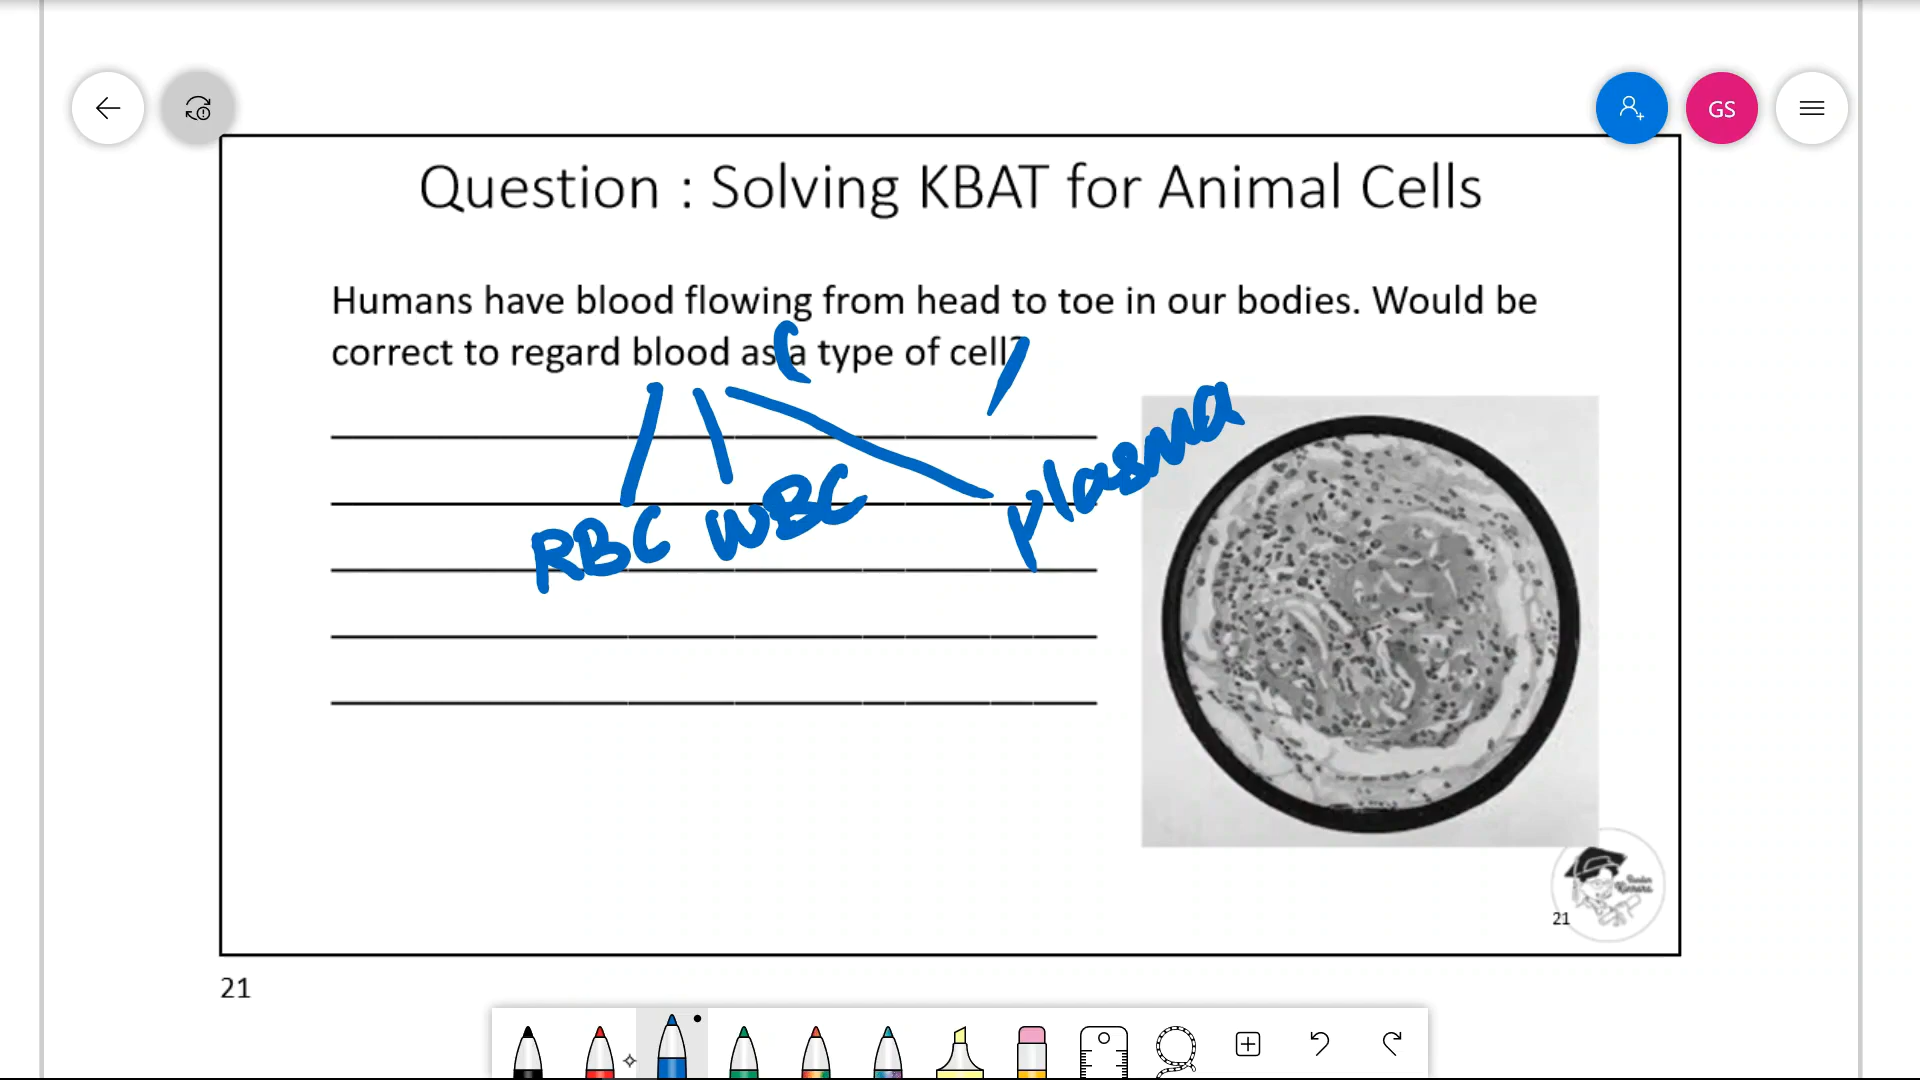 GS
Question : Solving KBAT for Animal Cells
Humans have blood flowing from head to toe in our bodies. Would be
correct to regard blood as a type of cell?
RBC WBC plasma
21
21